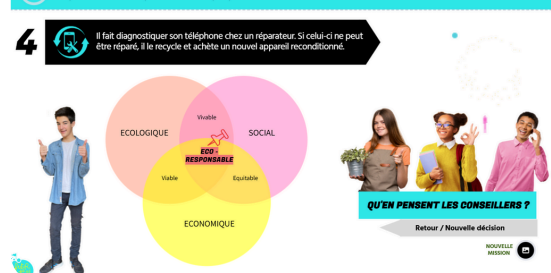 4
Il fait diagnostiquer son téléphone chez un réparateur. Si celui-ci ne peut
être réparé, il le recycle et achète un nouvel appareil reconditionné.
Vivable
ECOLOGIQUE
SOCIAL
ECO -
RESPONSABLE
Viable
Equitable
ECONOMIQUE
QU'EN PENSENT LES CONSEILLERS ?
Retour / Nouvelle décision
NOUVELLE
MISSION